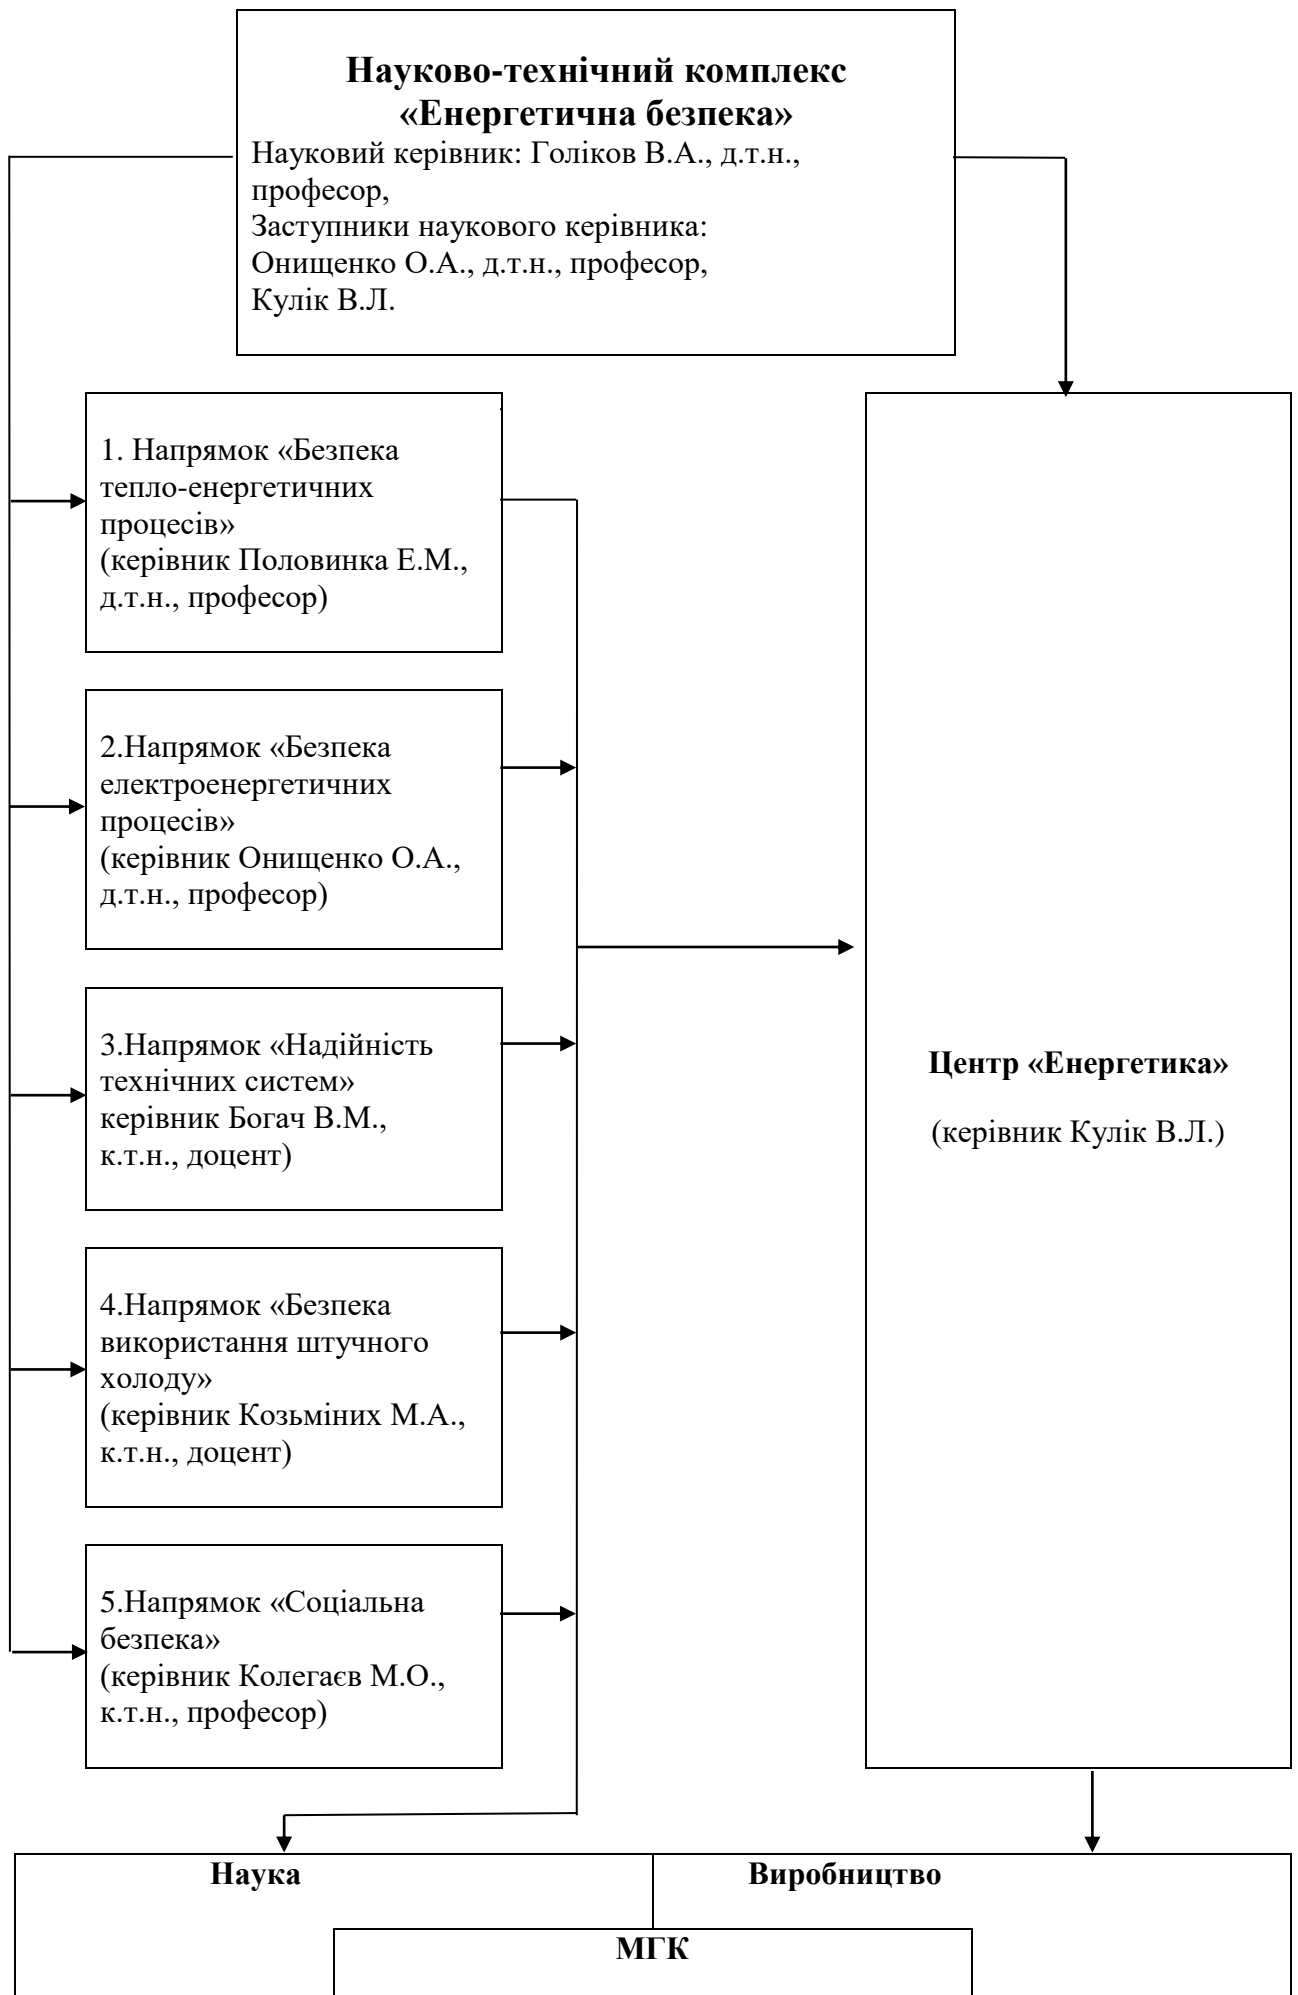 Науково-технічний комплекс
«Енергетична безпека»
Науковий керівник: Голіков В.А., д.т.н.,
професор,
Заступники наукового керівника:
Онищенко О.А., д.т.н., професор,
Кулік В.Л.
1. Напрямок «Безпека
тепло-енергетичних
процесів»
(керівник Половинка Е.М.,
д.т.н., професор)
2.Напрямок «Безпека
електроенергетичних
процесів»
(керівник Онищенко О.А.,
д.т.н., професор)
3.Напрямок «Надійність
технічних систем»
керівник Богач В.М.,
к.т.н., доцент)
4.Напрямок «Безпека
використання штучного
холоду»
(керівник Козьміних М.А.,
к.т.н., доцент)
5.Напрямок «Соціальна
безпека»
(керівник Колегаєв М.О.,
к.т.н., професор)
Центр «Енергетика»
(керівник Кулік В.Л.)
Наука
Виробництво
МГК